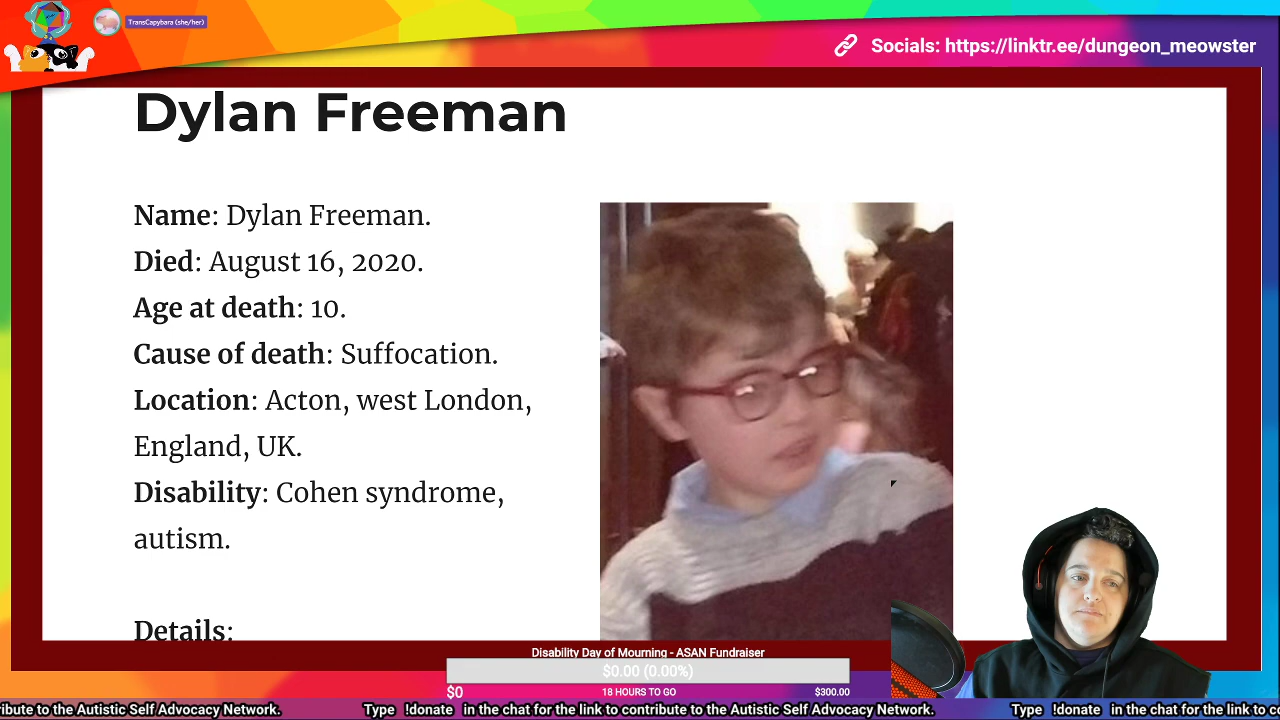 TransCapybara (she/her)
Socials: https://linktr.ee/dungeon_meowster
Dylan Freeman
Name: Dylan Freeman.
Died: August 16, 2020.
Age at death: 10.
Cause of death: Suffocation.
Location: Acton, west London,
England, UK.
Disability: Cohen syndrome,
autism.
Details:
Disability Day of Mourning - ASAN Fundraiser
$0.00 (0.00%)
$0 18 HOURS TO GO $300.00
ribute to the Autistic Self Advocacy Network. Type !donate in the chat for the link to contribute to the Autistic Self Advocacy Network. Type !donate in the chat for the link to c